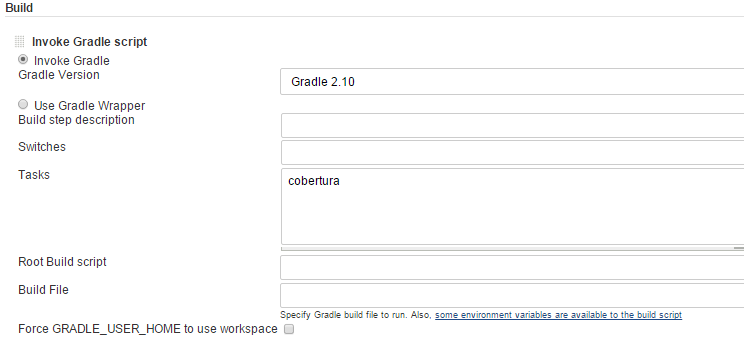 Build
Invoke Gradle script
Invoke Gradle
Gradle Version
Gradle 2.10
Use Gradle Wrapper
Build step description
Switches
Tasks
cobertura
Root Build script
Build File
Specify Gradle build file to run. Also, some environment variables are available to the build script
Force GRADLE_USER_HOME to use workspace